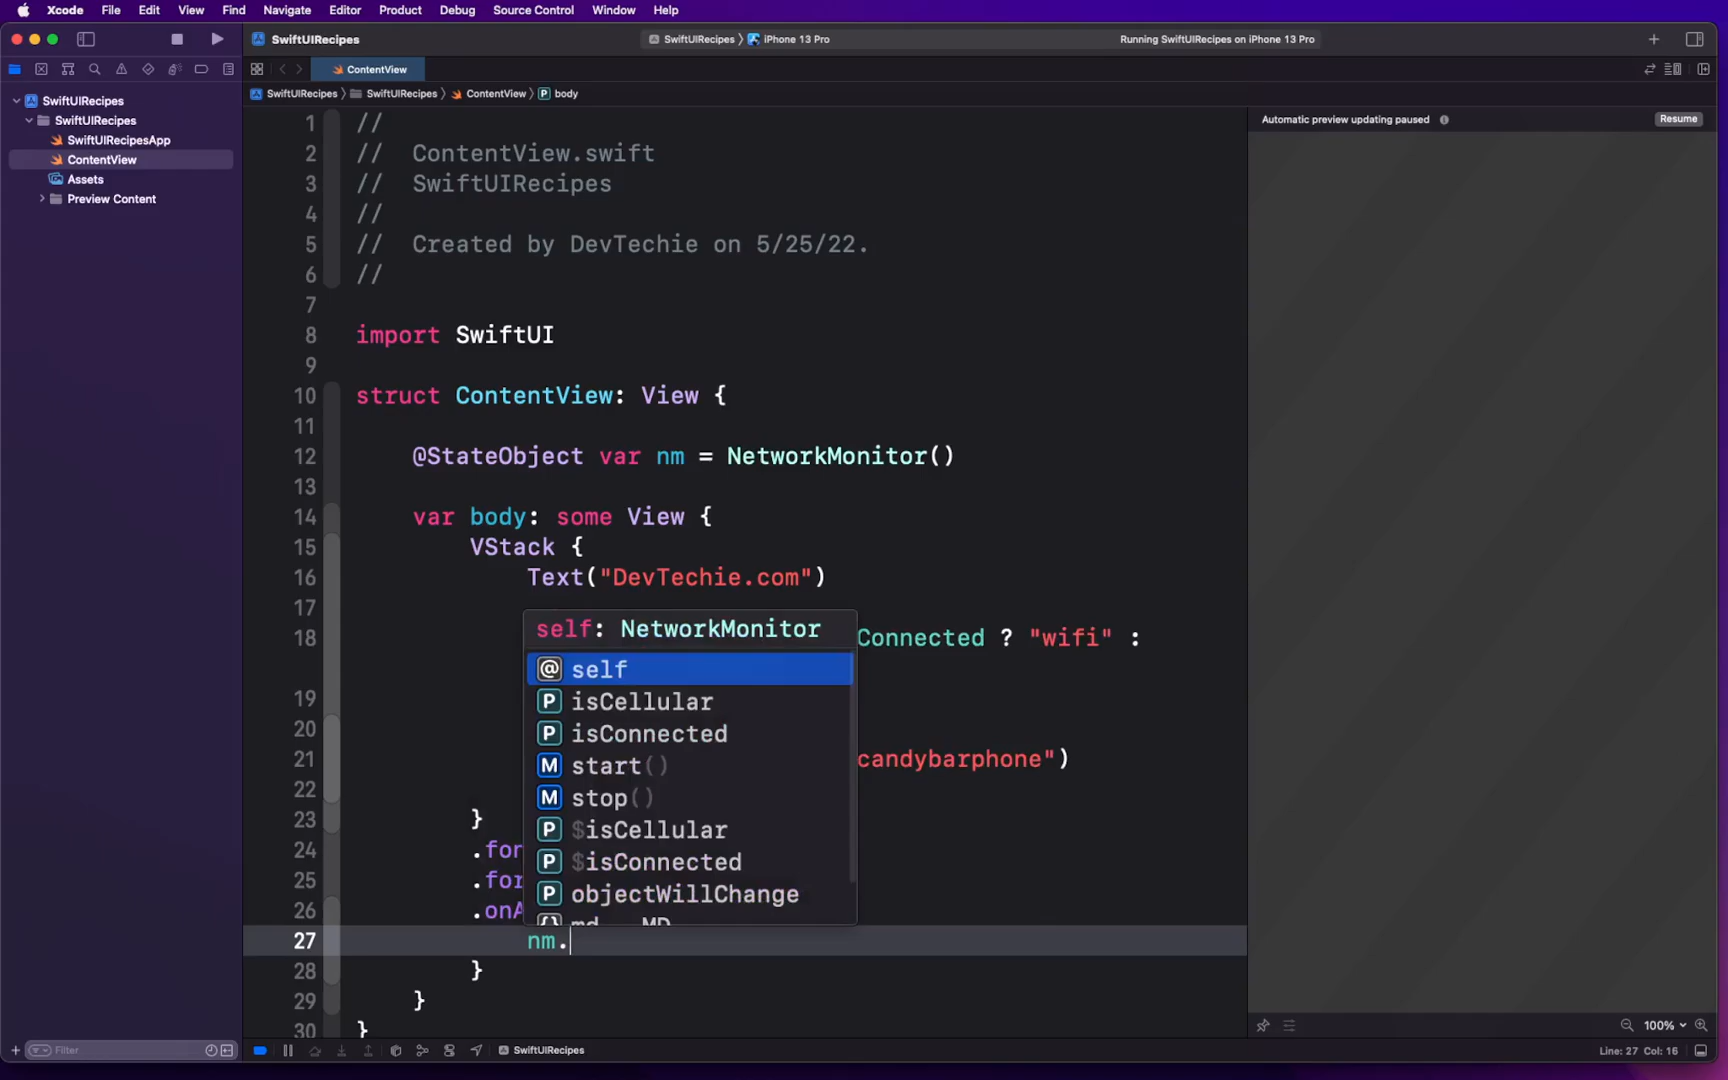 Xcode File Edit View Find Navigate Editor Product Debug Source Control Window Help
SwiftUIRecipes SwiftUIRecipes iPhone 13 Pro Running SwiftUIRecipes on iPhone 13 Pro
ContentView
SwiftUIRecipes SwiftUIRecipes ContentView P body
SwiftUIRecipes
SwiftUIRecipes
SwiftUIRecipesApp
ContentView
Assets
Preview Content
Automatic preview updating paused Resume
1 //
2 // ContentView.swift
3 // SwiftUIRecipes
4 //
5 // Created by DevTechie on 5/25/22.
6 //
7
8 import SwiftUI
9
10 struct ContentView: View {
11
12 @StateObject var nm = NetworkMonitor()
13
14 var body: some View {
15 VStack {
16 Text("DevTechie.com")
17
self: NetworkMonitor
18 Connected ? "wifi" :
@ self
19
P isCellular
20
P isConnected
21 candybarphone")
M start()
22
M stop()
23 }
P $isCellular
24 .for
P $isConnected
25 .for
P objectWillChange
26 .onA
27 nm.
28 }
29 }
30 }
Filter
SwiftUIRecipes
100%
Line: 27 Col: 16